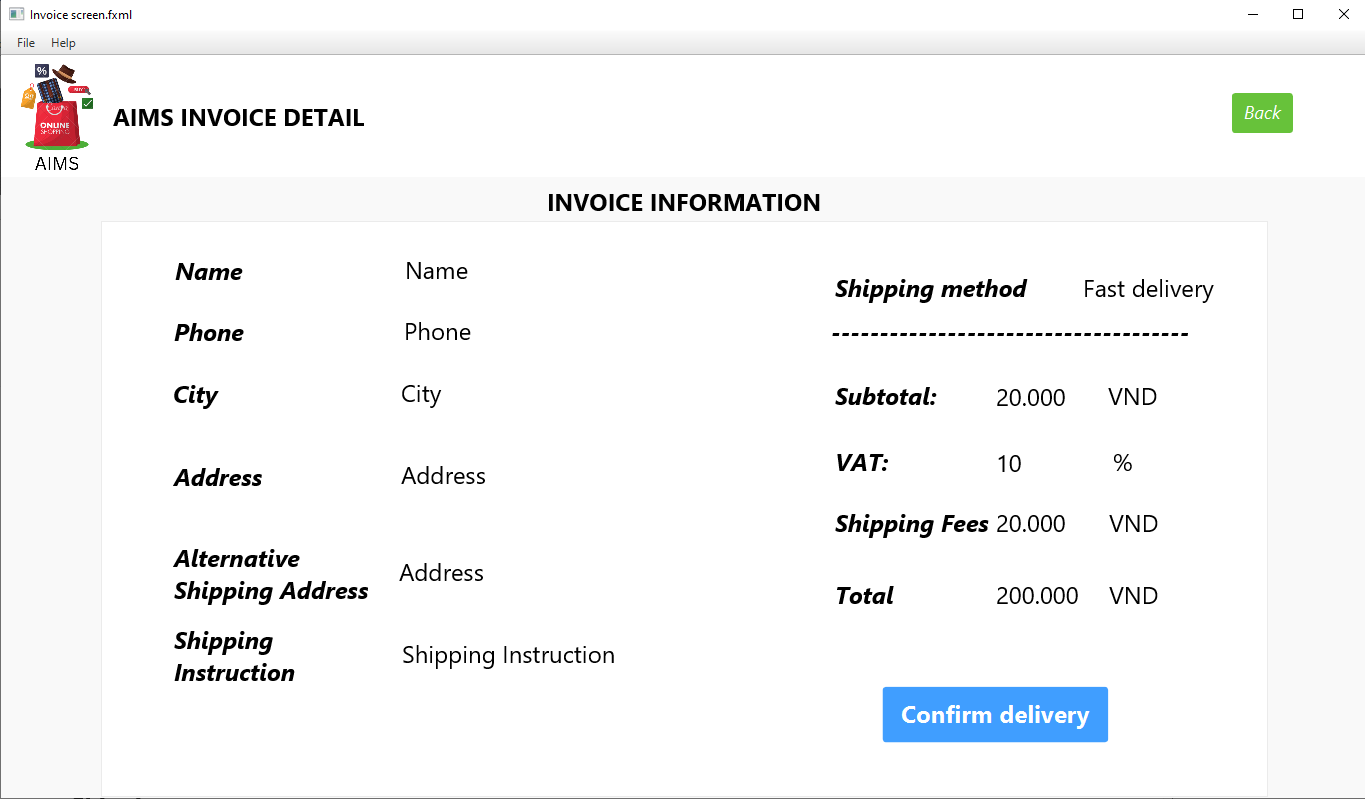 Invoice screen.fxml
File Help
%
BUY
ONLINE
SHOPPING
AIMS
AIMS INVOICE DETAIL
Back
INVOICE INFORMATION
Name Name
Phone Phone
City City
Address Address
Alternative
Shipping Address Address
Shipping
Instruction Shipping Instruction
Shipping method Fast delivery
-------------------------------------
Subtotal: 20.000 VND
VAT: 10 %
Shipping Fees 20.000 VND
Total 200.000 VND
Confirm delivery